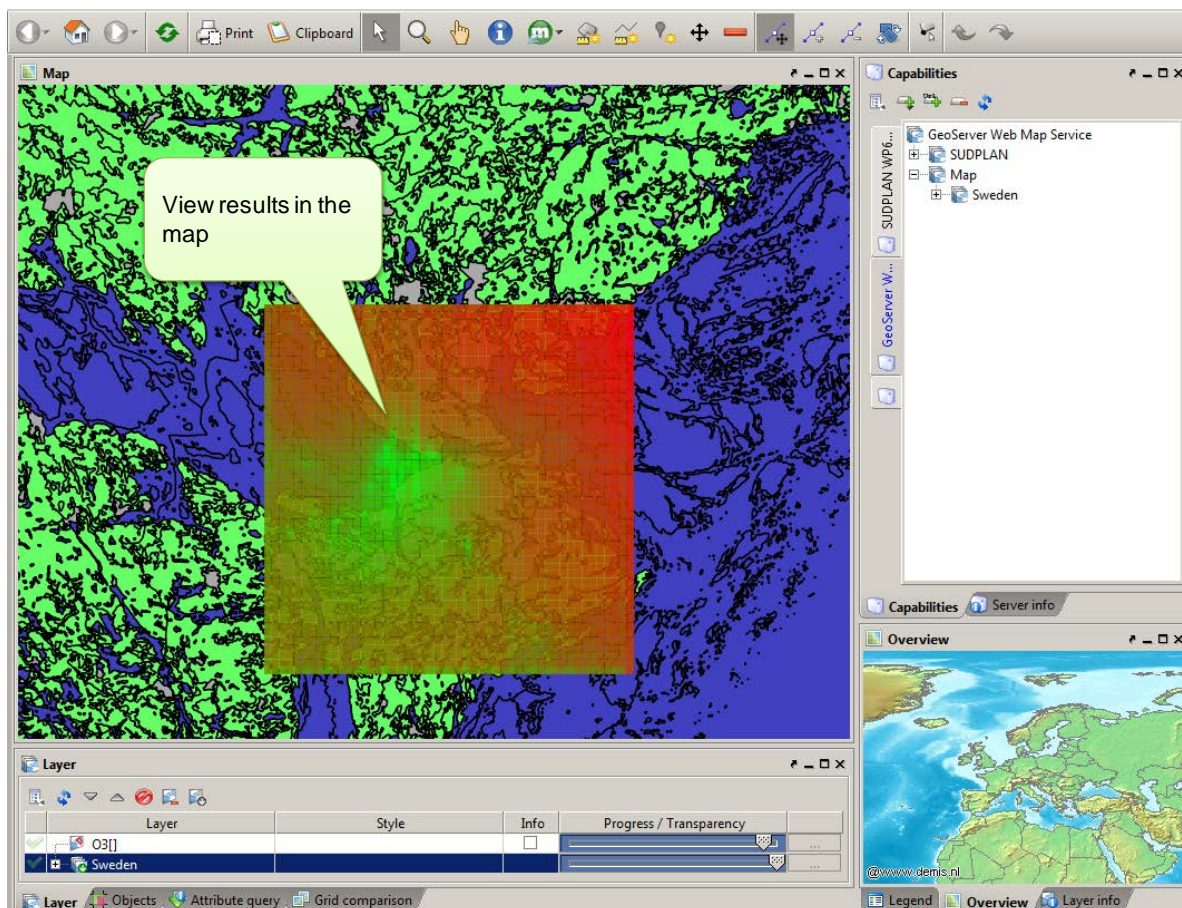 Print
Clipboard
Map
View results in the
map
Capabilities
GeoServer Web Map Service
SUDPLAN
Map
Sweden
SUDPLAN WP6...
GeoServer W...
Capabilities
Server info
Overview
@www.demis.nl
Legend
Overview
Layer info
Layer
Layer
Style
Info
Progress / Transparency
O3[]
...
Sweden
...
Layer
Objects
Attribute query
Grid comparison